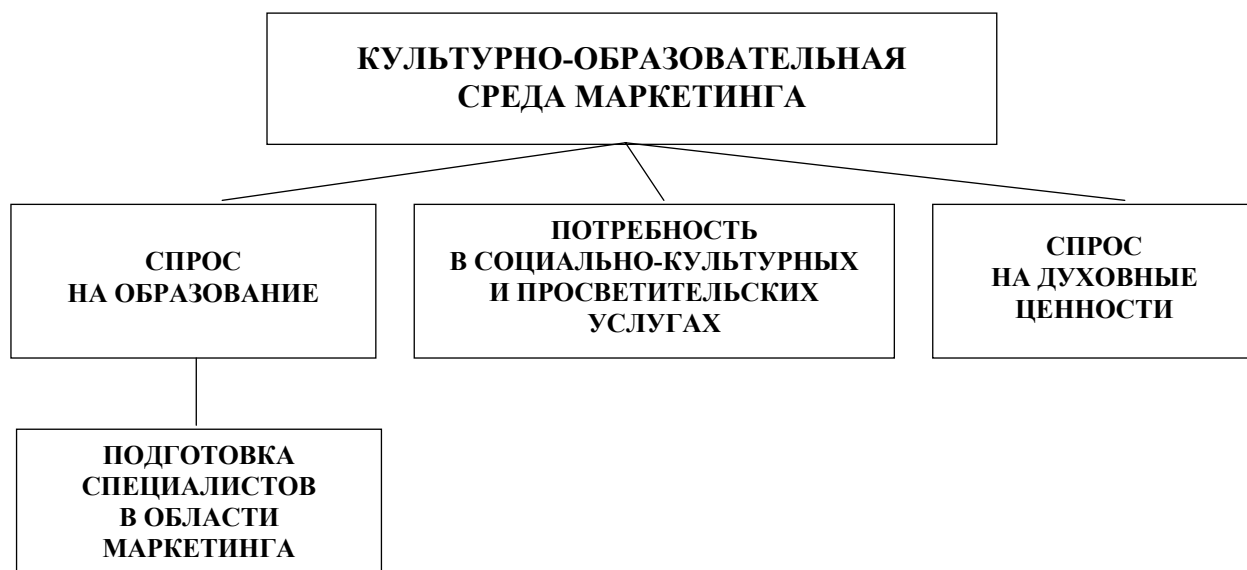 КУЛЬТУРНО-ОБРАЗОВАТЕЛЬНАЯ
СРЕДА МАРКЕТИНГА
СПРОС
НА ОБРАЗОВАНИЕ
ПОТРЕБНОСТЬ
В СОЦИАЛЬНО-КУЛЬТУРНЫХ
И ПРОСВЕТИТЕЛЬСКИХ
УСЛУГАХ
СПРОС
НА ДУХОВНЫЕ
ЦЕННОСТИ
ПОДГОТОВКА
СПЕЦИАЛИСТОВ
В ОБЛАСТИ
МАРКЕТИНГА